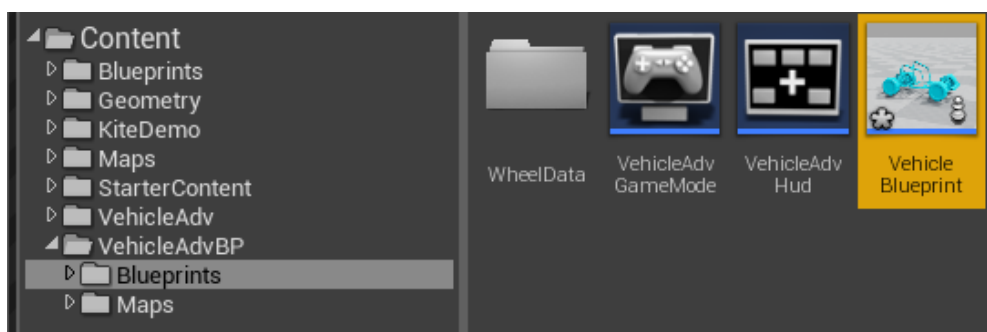 Content
Blueprints
Geometry
KiteDemo
Maps
StarterContent
VehicleAdv
VehicleAdvBP
Blueprints
Maps
WheelData
VehicleAdv
GameMode
VehicleAdv
Hud
Vehicle
Blueprint